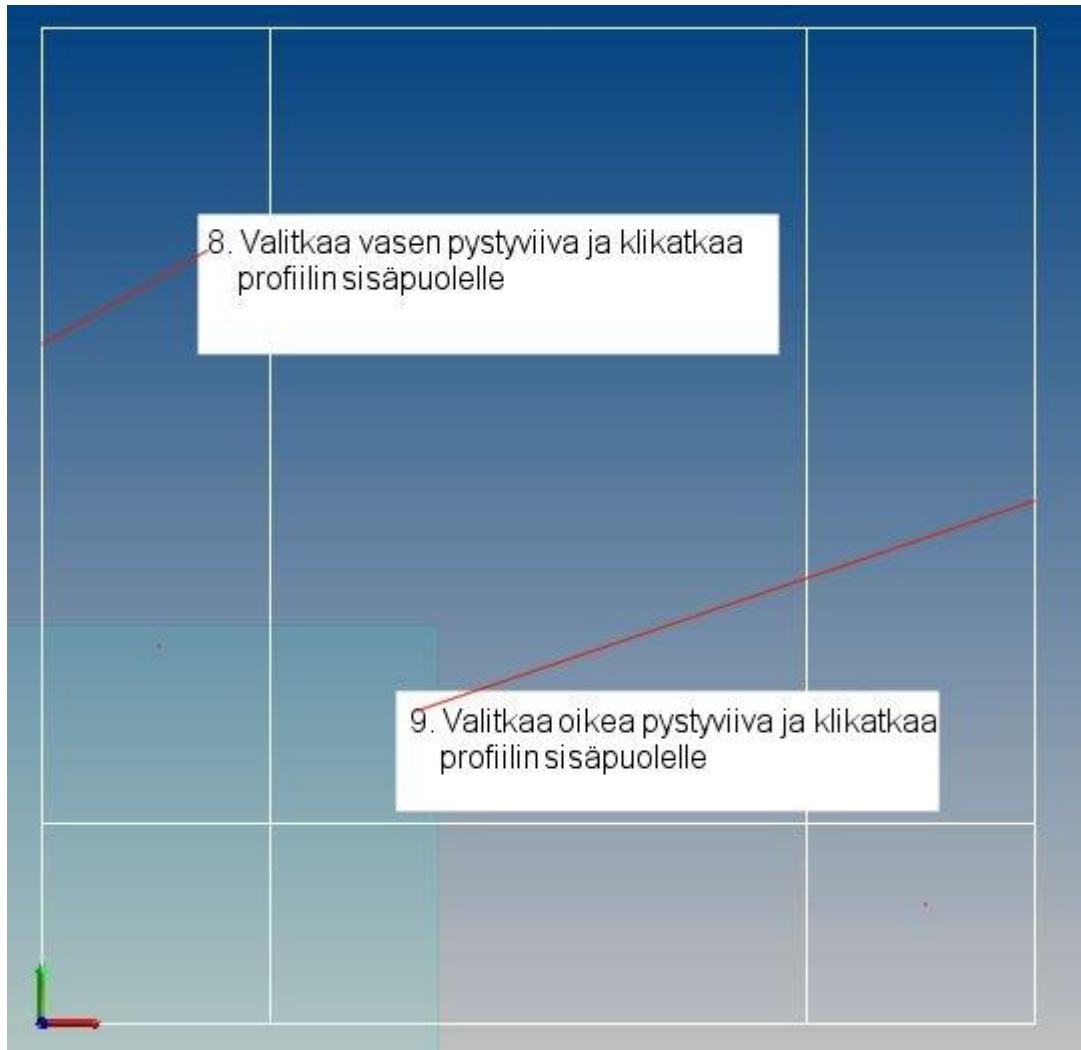 8. Valitkaa vasen pystyviiva ja klikatkaa
profiilin sisäpuolelle
9. Valitkaa oikea pystyviiva ja klikatkaa
profiilin sisäpuolelle